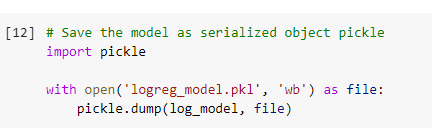 [12] # Save the model as serialized object pickle
import pickle
with open('logreg_model.pkl', 'wb') as file:
pickle.dump(log_model, file)